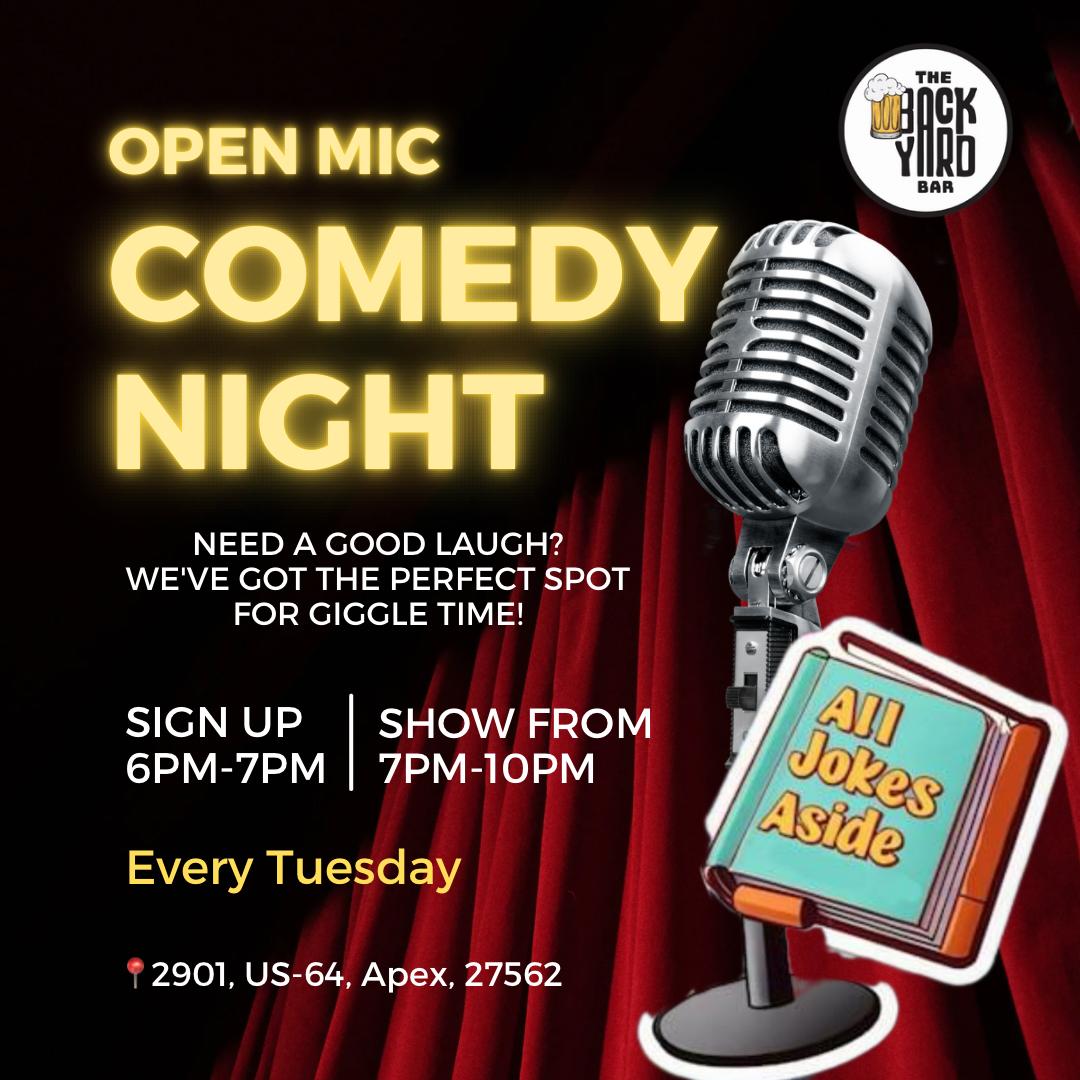 THE
BACK
YARD
BAR
OPEN MIC
COMEDY
NIGHT
NEED A GOOD LAUGH?
WE'VE GOT THE PERFECT SPOT
FOR GIGGLE TIME!
SIGN UP
6PM-7PM
SHOW FROM
7PM-10PM
All
Jokes
Aside
Every Tuesday
2901, US-64, Apex, 27562